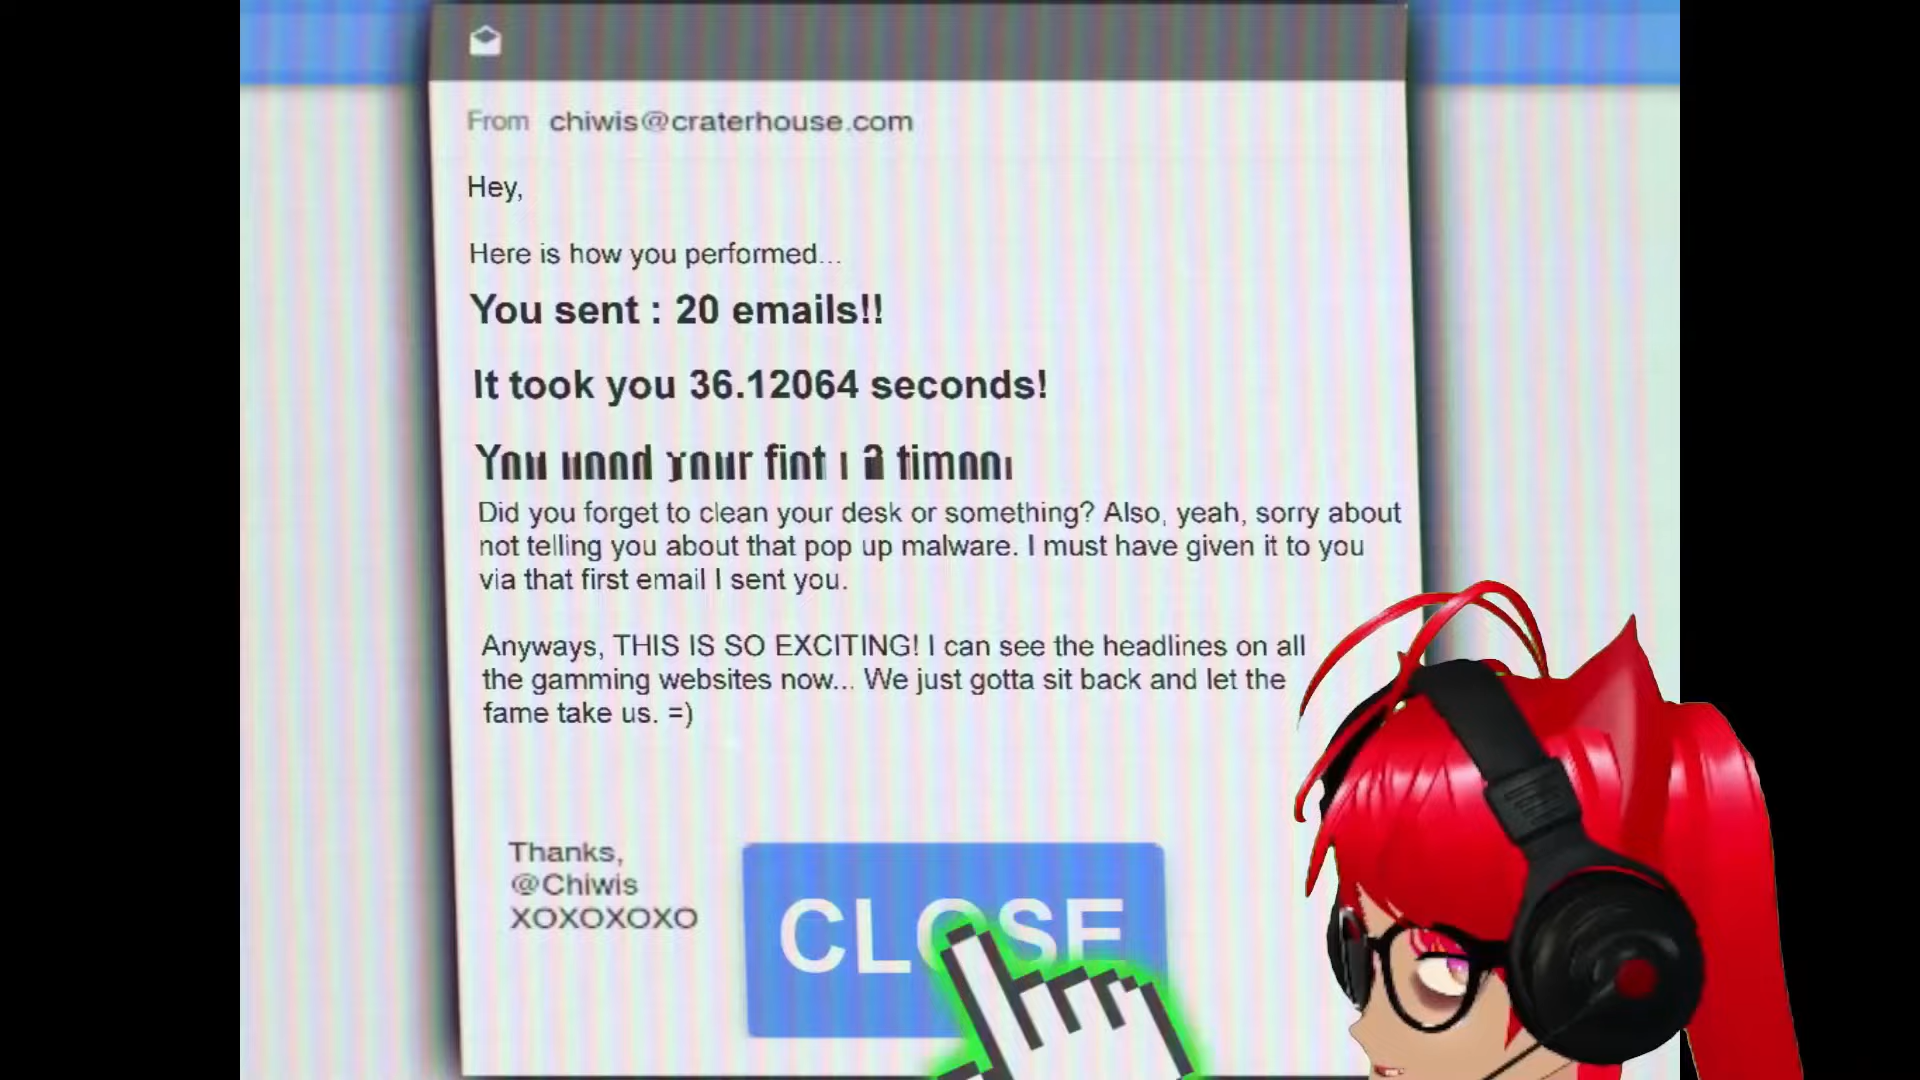 From chiwis@craterhouse.com
Hey,
Here is how you performed...
You sent : 20 emails!!
It took you 36.12064 seconds!
You your
Did you forget to clean your desk or something? Also, yeah, sorry about
not telling you about that pop up malware. I must have given it to you
via that first email I sent you.
Anyways, THIS IS SO EXCITING! I can see the headlines on all
the gamming websites now... We just gotta sit back and let the
fame take us. =)
Thanks,
@Chiwis
XOXOXOXO
CLOSE